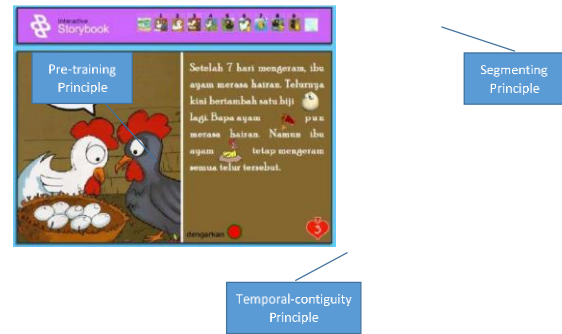 interactive
Storybook
Pre-training
Principle
Setelah 7 hari mengeram, ibu
ayam merasa hairan. Telurnya
kini bertambah satu biji
lagi. Bapa ayam pun
merasa hairan. Namun ibu
ayam tetap mengeram
semua telur tersebut.
dengarkan
3
Segmenting
Principle
Temporal-contiguity
Principle